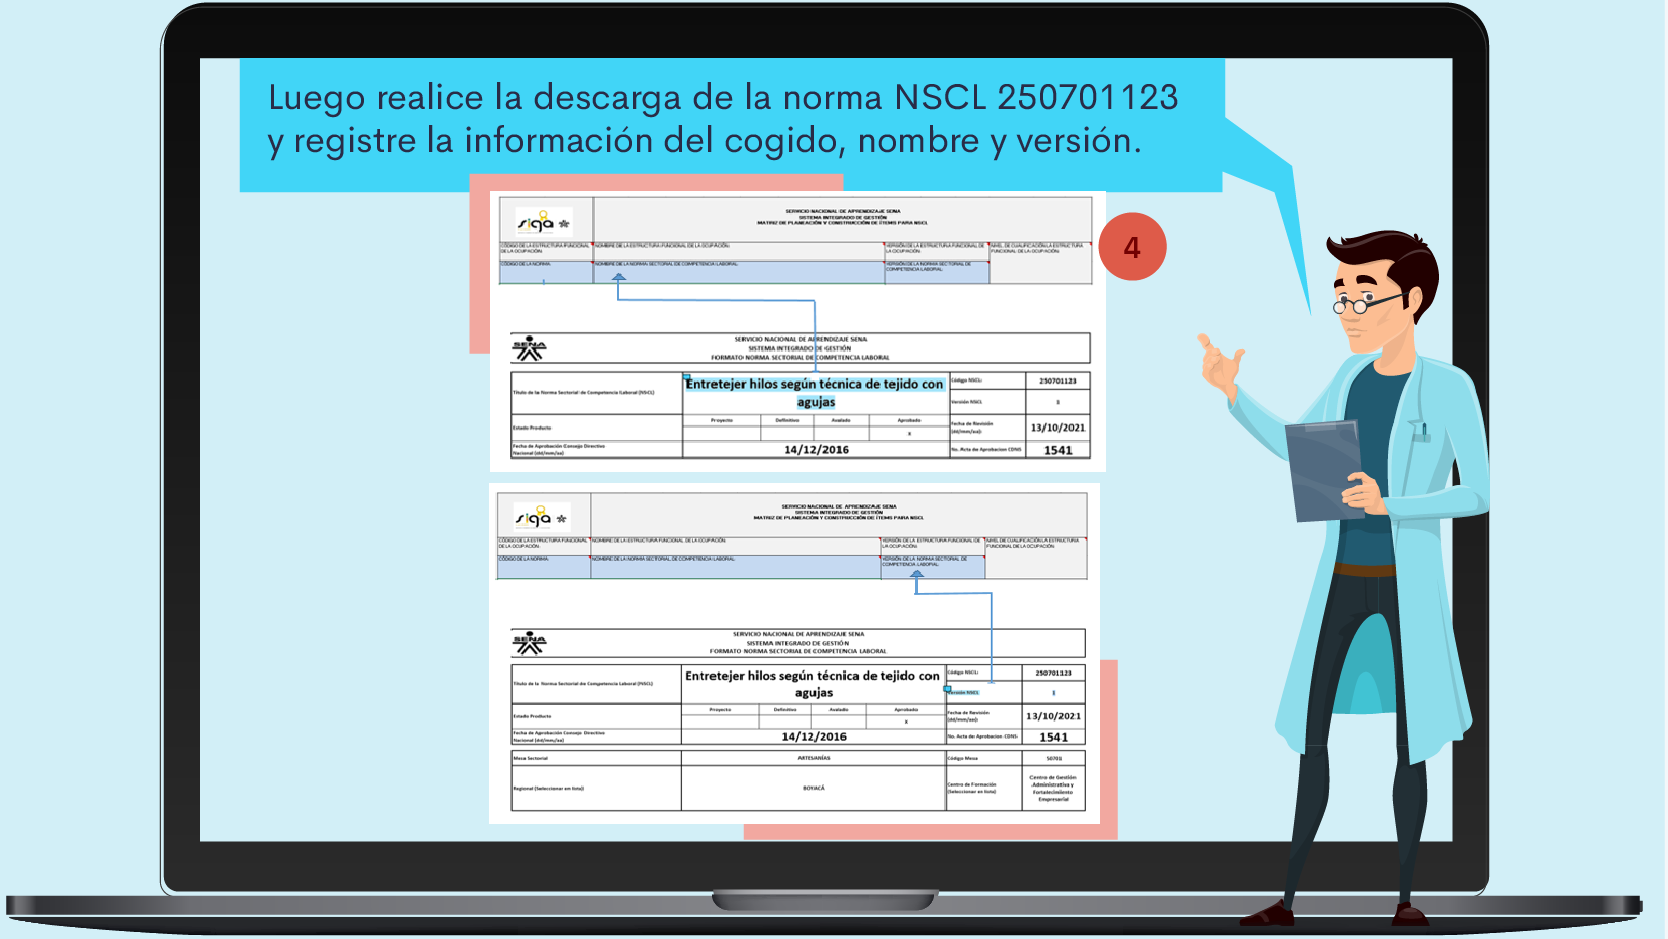 Luego realice la descarga de la norma NSCL 250701123
y registre la información del cogido, nombre y versión.
4
siga
SERVICIO NACIONAL DE APRENDIZAJE SENA
SISTEMA INTEGRADO DE GESTIÓN
MATRIZ DE PLANEACIÓN Y CONSTRUCCIÓN DE ÍTEMS PARA NSCL
CÓDIGO DE LA ESTRUCTURA FUNCIONAL DE LA OCUPACIÓN:
NOMBRE DE LA ESTRUCTURA FUNCIONAL DE LA OCUPACIÓN:
VERSIÓN DE LA ESTRUCTURA FUNCIONAL DE LA OCUPACIÓN:
NIVEL DE CUALIFICACIÓN LA ESTRUCTURA FUNCIONAL DE LA OCUPACIÓN:
CÓDIGO DE LA NORMA:
NOMBRE DE LA NORMA SECTORIAL DE COMPETENCIA LABORAL:
VERSIÓN DE LA NORMA SECTORIAL DE COMPETENCIA LABORAL:
SENA
SERVICIO NACIONAL DE APRENDIZAJE SENA
SISTEMA INTEGRADO DE GESTIÓN
FORMATO NORMA SECTORIAL DE COMPETENCIA LABORAL
Título de la Norma Sectorial de Competencia Laboral (NSCL)
Entretejer hilos según técnica de tejido con
agujas
Código NSCL:
250701123
Versión NSCL
Estado Producto
Proyecto
Definitivo
Avalado
Aprobado
x
Fecha de Revisión
(dd/mm/aa):
13/10/2021
Fecha de Aprobación Consejo Directivo
Nacional (dd/mm/aa)
14/12/2016
No. Acta de Aprobacion CDNS
1541
siga
SERVICIO NACIONAL DE APRENDIZAJE SENA
SISTEMA INTEGRADO DE GESTIÓN
MATRIZ DE PLANEACIÓN Y CONSTRUCCIÓN DE ÍTEMS PARA NSCL
CÓDIGO DE LA ESTRUCTURA FUNCIONAL DE LA OCUPACIÓN:
NOMBRE DE LA ESTRUCTURA FUNCIONAL DE LA OCUPACIÓN:
VERSIÓN DE LA ESTRUCTURA FUNCIONAL DE LA OCUPACIÓN:
NIVEL DE CUALIFICACIÓN LA ESTRUCTURA FUNCIONAL DE LA OCUPACIÓN:
CÓDIGO DE LA NORMA:
NOMBRE DE LA NORMA SECTORIAL DE COMPETENCIA LABORAL:
VERSIÓN DE LA NORMA SECTORIAL DE COMPETENCIA LABORAL:
SENA
SERVICIO NACIONAL DE APRENDIZAJE SENA
SISTEMA INTEGRADO DE GESTIÓN
FORMATO NORMA SECTORIAL DE COMPETENCIA LABORAL
Título de la Norma Sectorial de Competencia Laboral (NSCL)
Entretejer hilos según técnica de tejido con
agujas
Código NSCL:
250701123
Versión NSCL
Estado Producto
Proyecto
Definitivo
Avalado
Aprobado
X
Fecha de Revisión:
(dd/mm/aa):
13/10/2021
Fecha de Aprobación Consejo Directivo
Nacional (dd/mm/aa)
14/12/2016
No. Acta de Aprobacion CDNS
1541
Mesa Sectorial
ARTESANÍAS
Código Mesa
50701
Regional (Seleccionar en lista)
BOYACÁ
Centro de Formación
(Seleccionar en lista)
Centro de Gestión
Administrativa y
Fortalecimiento
Empresarial